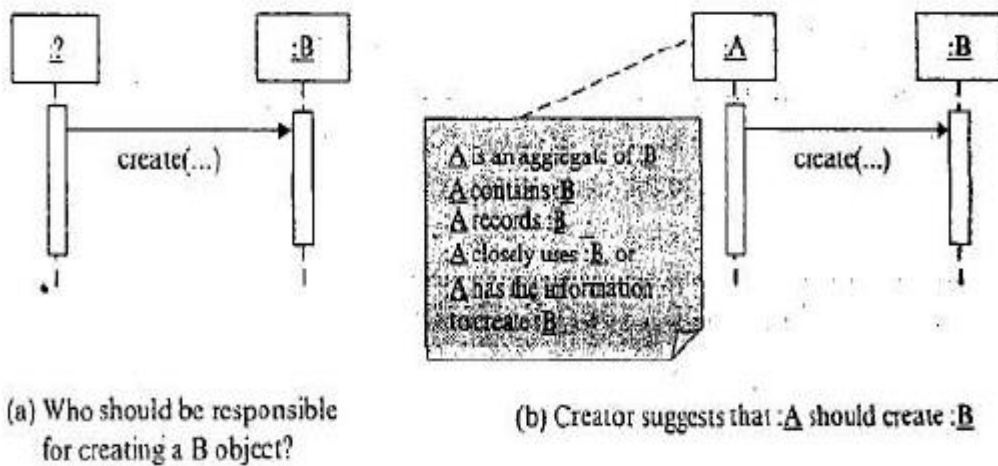 :?
:B
create(...)
(a) Who should be responsible
for creating a B object?
:A
:B
create(...)
:A is an aggregate of :B
:A contains :B
:A records :B
:A closely uses :B, or
:A has the information
to create :B
(b) Creator suggests that :A should create :B